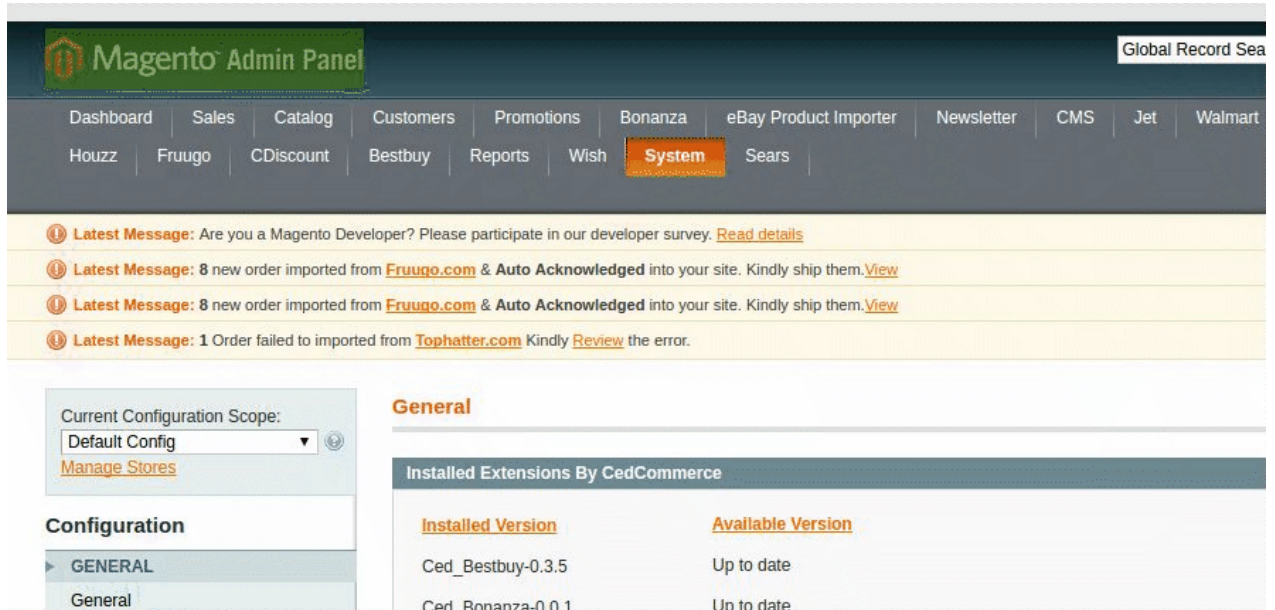 Magento Admin Panel
Global Record Sea
Dashboard Sales Catalog Customers Promotions Bonanza eBay Product Importer Newsletter CMS Jet Walmart
Houzz Fruugo CDiscount Bestbuy Reports Wish System Sears
Latest Message: Are you a Magento Developer? Please participate in our developer survey. Read details
Latest Message: 8 new order imported from Fruugo.com & Auto Acknowledged into your site. Kindly ship them.View
Latest Message: 8 new order imported from Fruugo.com & Auto Acknowledged into your site. Kindly ship them.View
Latest Message: 1 Order failed to imported from Tophatter.com Kindly Review the error.
Current Configuration Scope:
Default Config
Manage Stores
Configuration
GENERAL
General
General
Installed Extensions By CedCommerce
Installed Version Available Version
Ced_Bestbuy-0.3.5 Up to date
Ced_Bonanza-0.0.1 Up to date